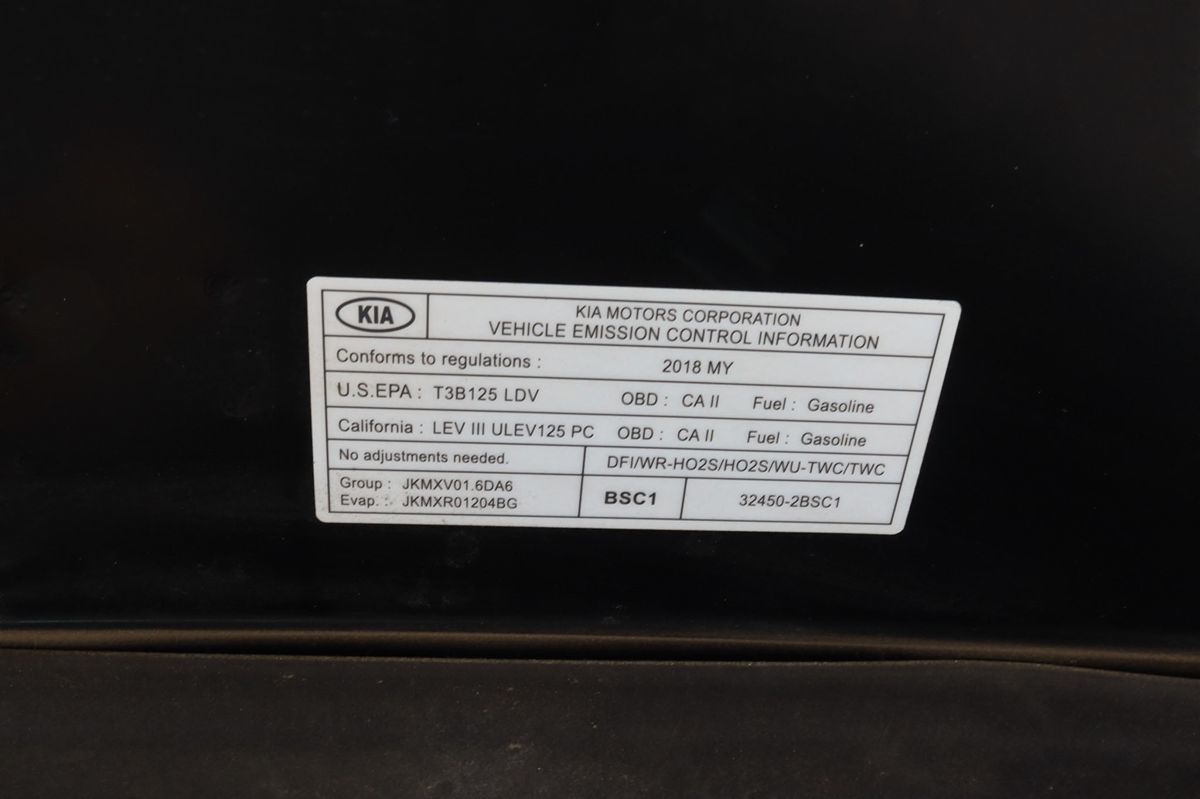 KIA
KIA MOTORS CORPORATION
VEHICLE EMISSION CONTROL INFORMATION
Conforms to regulations : 2018 MY
U.S.EPA : T3B125 LDV OBD : CA II Fuel : Gasoline
California : LEV III ULEV125 PC OBD : CA II Fuel : Gasoline
No adjustments needed. DFI/WR-HO2S/HO2S/WU-TWC/TWC
Group : JKMXV01.6DA6
Evap. : JKMXR01204BG
BSC1 32450-2BSC1